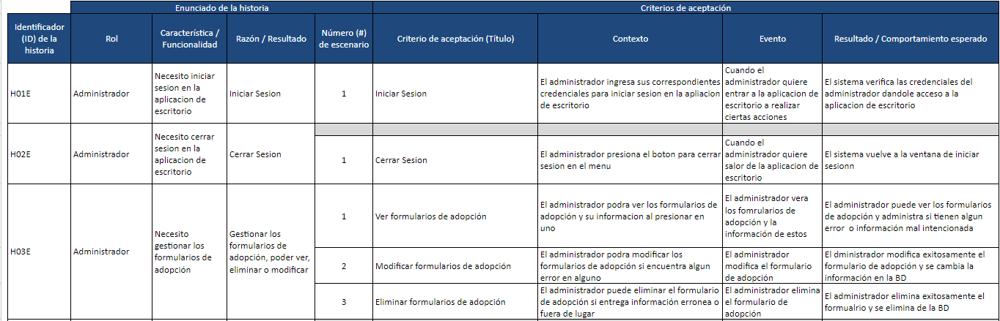 Enunciado de la historia
Criterios de aceptación
Identificador
(ID) de la
historia
Rol
Característica /
Funcionalidad
Razón / Resultado
Número (#)
de escenario
Criterio de aceptación (Título)
Contexto
Evento
Resultado / Comportamiento esperado
H01E
Administrador
Necesito iniciar
sesion en la
aplicacion de
escritorio
Iniciar Sesion
1
Iniciar Sesion
El administrador ingresa sus correspondientes
credenciales para iniciar sesion en la apliacion
de escritorio
Cuando el
administrador quiere
entrar a la aplicacion de
escritorio a realizar
ciertas acciones
El sistema verifica las credenciales del
administrador dandole acceso a la
aplicacion de escritorio
H02E
Administrador
Necesito cerrar
sesion en la
aplicacion de
escritorio
Cerrar Sesion
1
Cerrar Sesion
El administrador presiona el boton para cerrar
sesion en el menu
Cuando el
administrador quiere
salor de la aplicacion de
escritorio
El sistema vuelve a la ventana de iniciar
sesionn
H03E
Administrador
Necesito
gestionar los
formularios de
adopción
Gestionar los
formularios de
adopción, poder ver,
eliminar o modificar
1
Ver formularios de adopción
El administrador podra ver los formularios de
adopción y su informacion al presionar en
uno
El administrador vera
los fomrularios de
adopción y la
información de estos
El administrador puede ver los formularios
de adopción y administra si tienen algun
error o información mal intencionada
2
Modificar formularios de adopción
El administrador podra modificar los
formularios de adopción si encuentra algun
error en alguno
El administrador
modifica el formulario
de adopción
El dministrador modifica exitosamente el
formulario de adopción y se cambia la
información en la BD
3
Eliminar formularios de adopción
El administrador puede eliminar el formulario
de adopción si entrega información erronea o
fuera de lugar
El administrador elimina
el formulario de
adopción
El administrador elimina exitosamente el
formualrio y se elimina de la BD